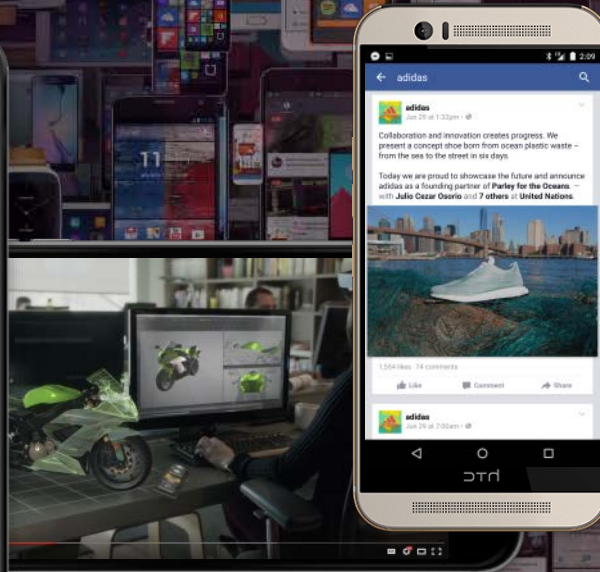 2:09
adidas
adidas
Jun 29 at 1:33pm
Collaboration and innovation creates progress. We
present a concept shoe born from ocean plastic waste –
from the sea to the street in six days.
Today we are proud to showcase the future and announce
adidas as a founding partner of Parley for the Oceans. —
with Julio Cezar Osorio and 7 others at United Nations.
1,564 likes 74 comments
Like Comment Share
adidas
Jun 29 at 7:00am
11